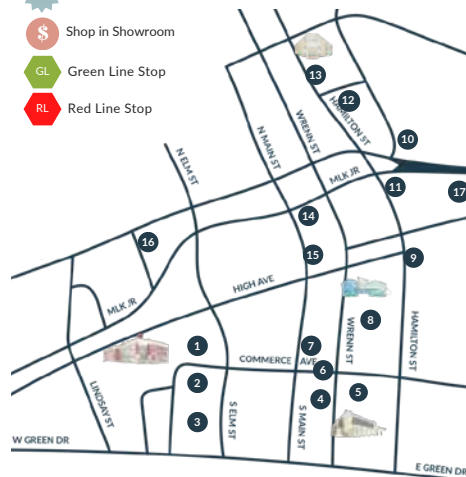 $ Shop in Showroom
GL Green Line Stop
RL Red Line Stop
13
12
HAMILTON ST
WRENN ST
10
N MAIN ST
N ELM ST
MLK JR
11
17
14
16
15
9
HIGH AVE
MLK JR
8
WRENN ST
HAMILTON ST
1
7
COMMERCE AVE
6
2
4
5
LINDSAY ST
3
S ELM ST
S MAIN ST
W GREEN DR
E GREEN DR